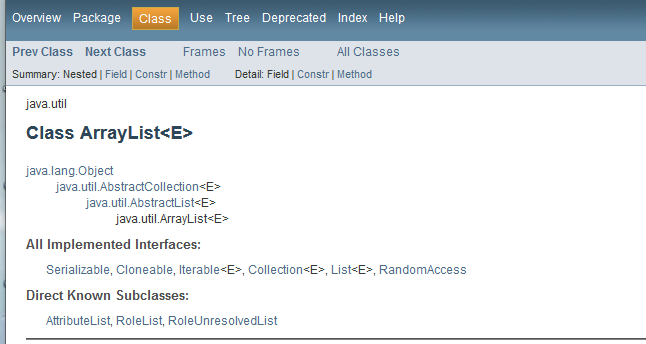 Overview Package Class Use Tree Deprecated Index Help
Prev Class Next Class Frames No Frames All Classes
Summary: Nested | Field | Constr | Method Detail: Field | Constr | Method
java.util
Class ArrayList<E>
java.lang.Object
java.util.AbstractCollection<E>
java.util.AbstractList<E>
java.util.ArrayList<E>
All Implemented Interfaces:
Serializable, Cloneable, Iterable<E>, Collection<E>, List<E>, RandomAccess
Direct Known Subclasses:
AttributeList, RoleList, RoleUnresolvedList